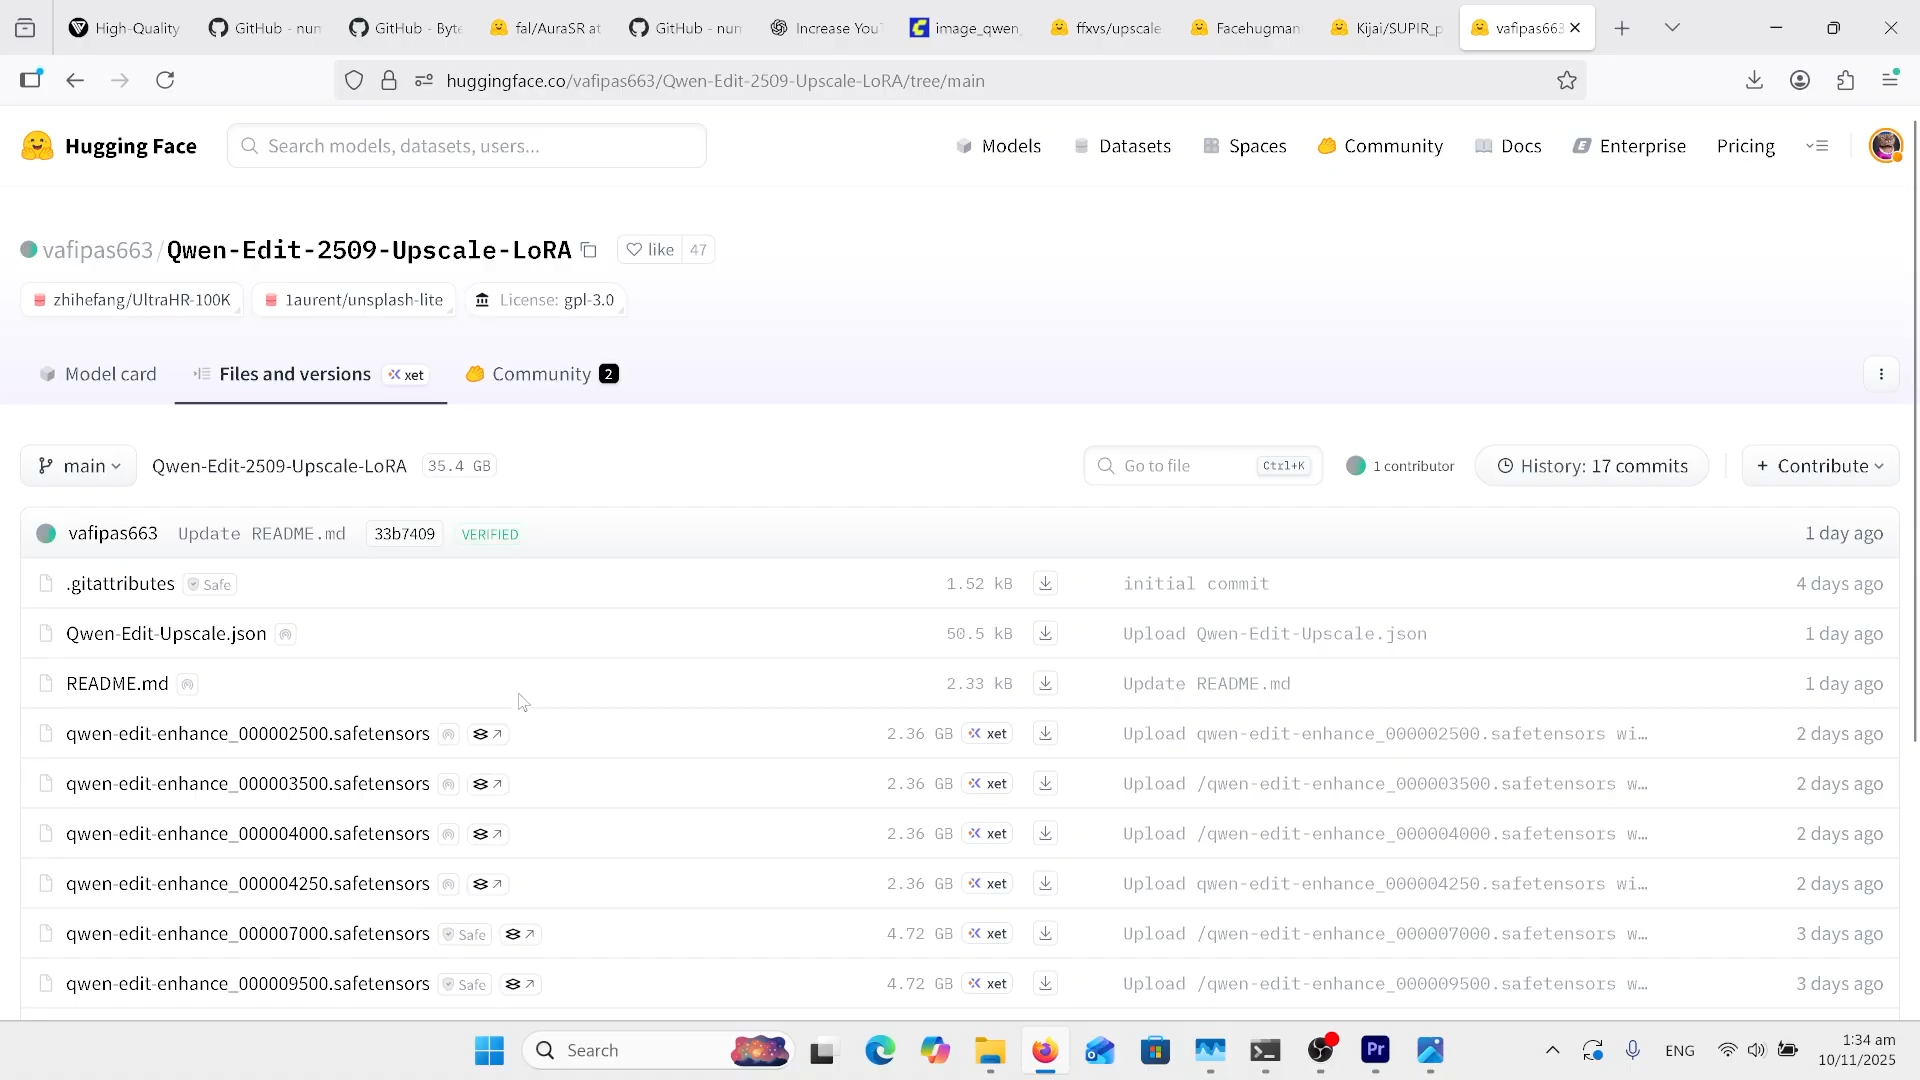 High-Quality
GitHub - nun
GitHub - Byte
fal/AuraSR at
GitHub - nun
Increase You
image_qwen_
ffxvs/upscale
Facehugman
Kijai/SUPIR_p
vafipas663
huggingface.co/vafipas663/Qwen-Edit-2509-Upscale-LoRA/tree/main
Hugging Face
Search models, datasets, users...
Models
Datasets
Spaces
Community
Docs
Enterprise
Pricing
vafipas663/Qwen-Edit-2509-Upscale-LoRA
like 47
zhihefang/UltraHR-100K
1aurent/unsplash-lite
License: gpl-3.0
Model card
Files and versions
xet
Community 2
main
Qwen-Edit-2509-Upscale-LoRA
35.4 GB
Go to file
Ctrl+K
1 contributor
History: 17 commits
+ Contribute
vafipas663 Update README.md 33b7409 VERIFIED 1 day ago
.gitattributes Safe 1.52 kB initial commit 4 days ago
Qwen-Edit-Upscale.json 50.5 kB Upload Qwen-Edit-Upscale.json 1 day ago
README.md 2.33 kB Update README.md 1 day ago
qwen-edit-enhance_000002500.safetensors 2.36 GB xet Upload qwen-edit-enhance_000002500.safetensors wi… 2 days ago
qwen-edit-enhance_000003500.safetensors 2.36 GB xet Upload /qwen-edit-enhance_000003500.safetensors w… 2 days ago
qwen-edit-enhance_000004000.safetensors 2.36 GB xet Upload /qwen-edit-enhance_000004000.safetensors w… 2 days ago
qwen-edit-enhance_000004250.safetensors 2.36 GB xet Upload qwen-edit-enhance_000004250.safetensors wi… 2 days ago
qwen-edit-enhance_000007000.safetensors Safe 4.72 GB xet Upload /qwen-edit-enhance_000007000.safetensors w… 3 days ago
qwen-edit-enhance_000009500.safetensors Safe 4.72 GB xet Upload /qwen-edit-enhance_000009500.safetensors w… 3 days ago
Search
Pr
ENG
1:34 am
10/11/2025